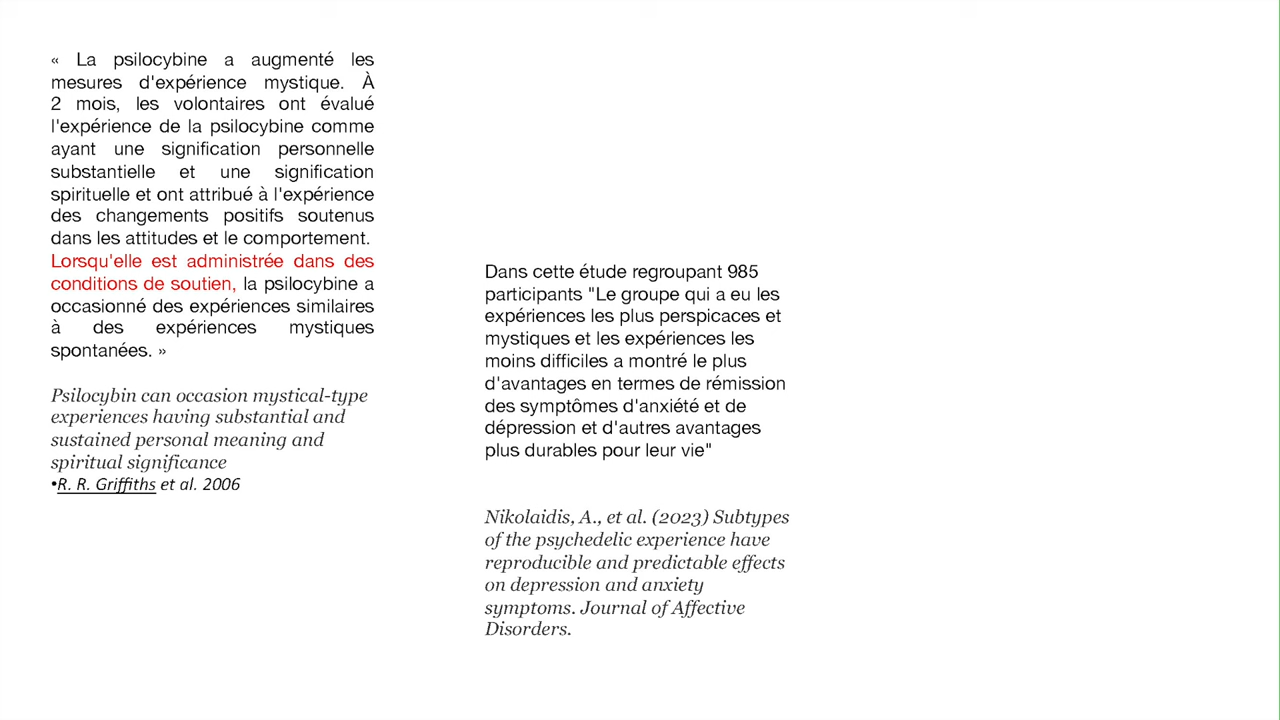 « La psilocybine a augmenté les
mesures d'expérience mystique. À
2 mois, les volontaires ont évalué
l'expérience de la psilocybine comme
ayant une signification personnelle
substantielle et une signification
spirituelle et ont attribué à l'expérience
des changements positifs soutenus
dans les attitudes et le comportement.
Lorsqu'elle est administrée dans des
conditions de soutien, la psilocybine a
occasionné des expériences similaires
à des expériences mystiques
spontanées. »
Psilocybin can occasion mystical-type
experiences having substantial and
sustained personal meaning and
spiritual significance
•R. R. Griffiths et al. 2006
Dans cette étude regroupant 985
participants "Le groupe qui a eu les
expériences les plus perspicaces et
mystiques et les expériences les
moins difficiles a montré le plus
d'avantages en termes de rémission
des symptômes d'anxiété et de
dépression et d'autres avantages
plus durables pour leur vie"
Nikolaidis, A., et al. (2023) Subtypes
of the psychedelic experience have
reproducible and predictable effects
on depression and anxiety
symptoms. Journal of Affective
Disorders.